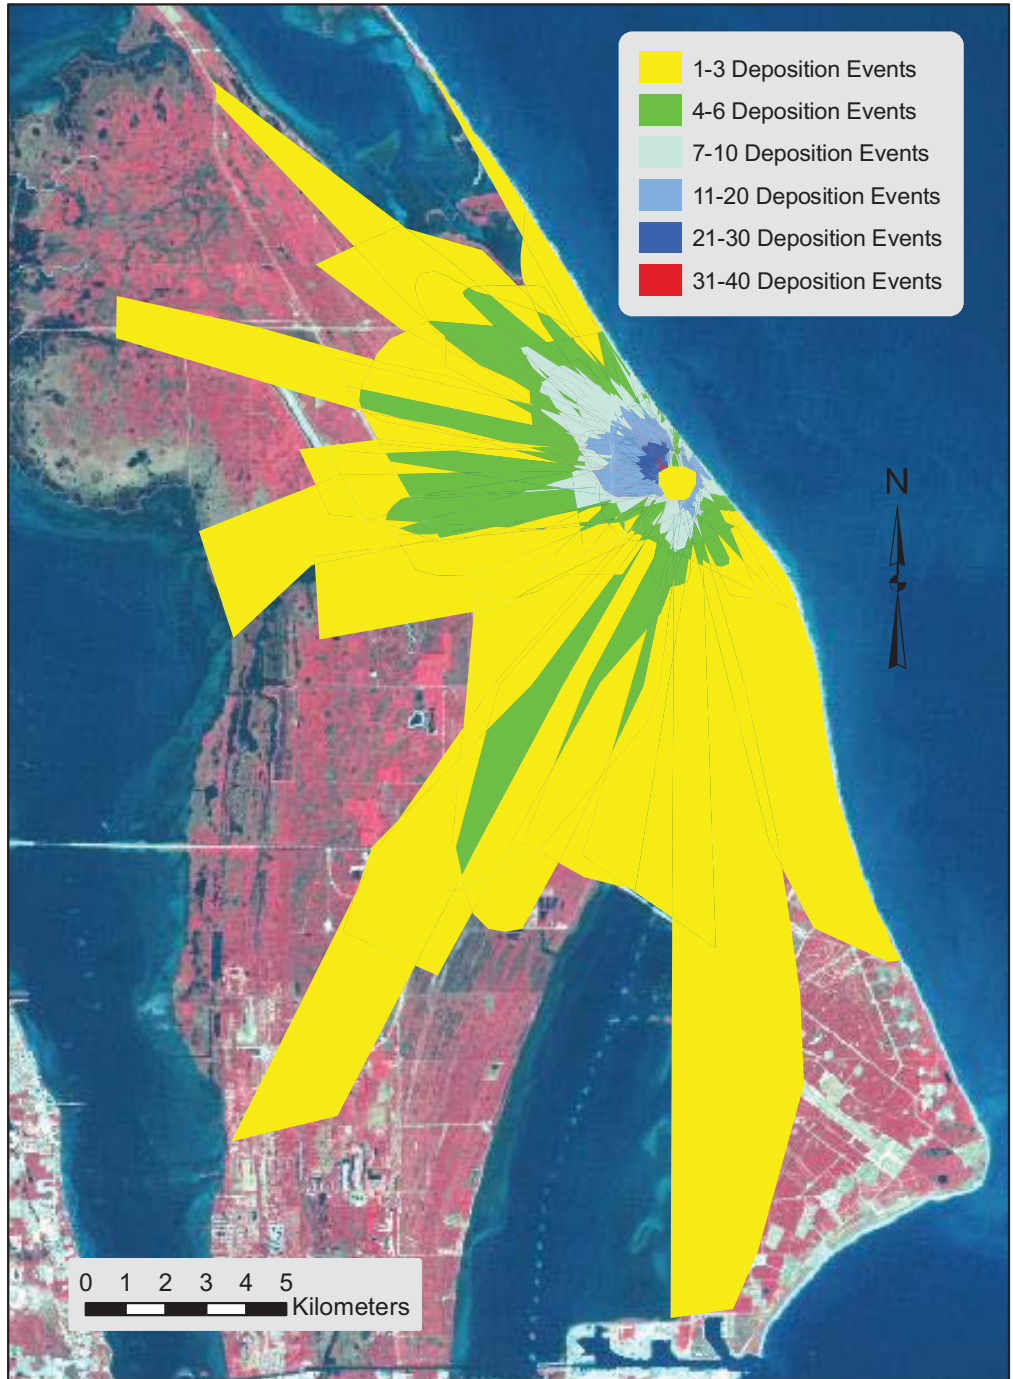 1-3 Deposition Events
4-6 Deposition Events
7-10 Deposition Events
11-20 Deposition Events
21-30 Deposition Events
31-40 Deposition Events
N
0 1 2 3 4 5
Kilometers